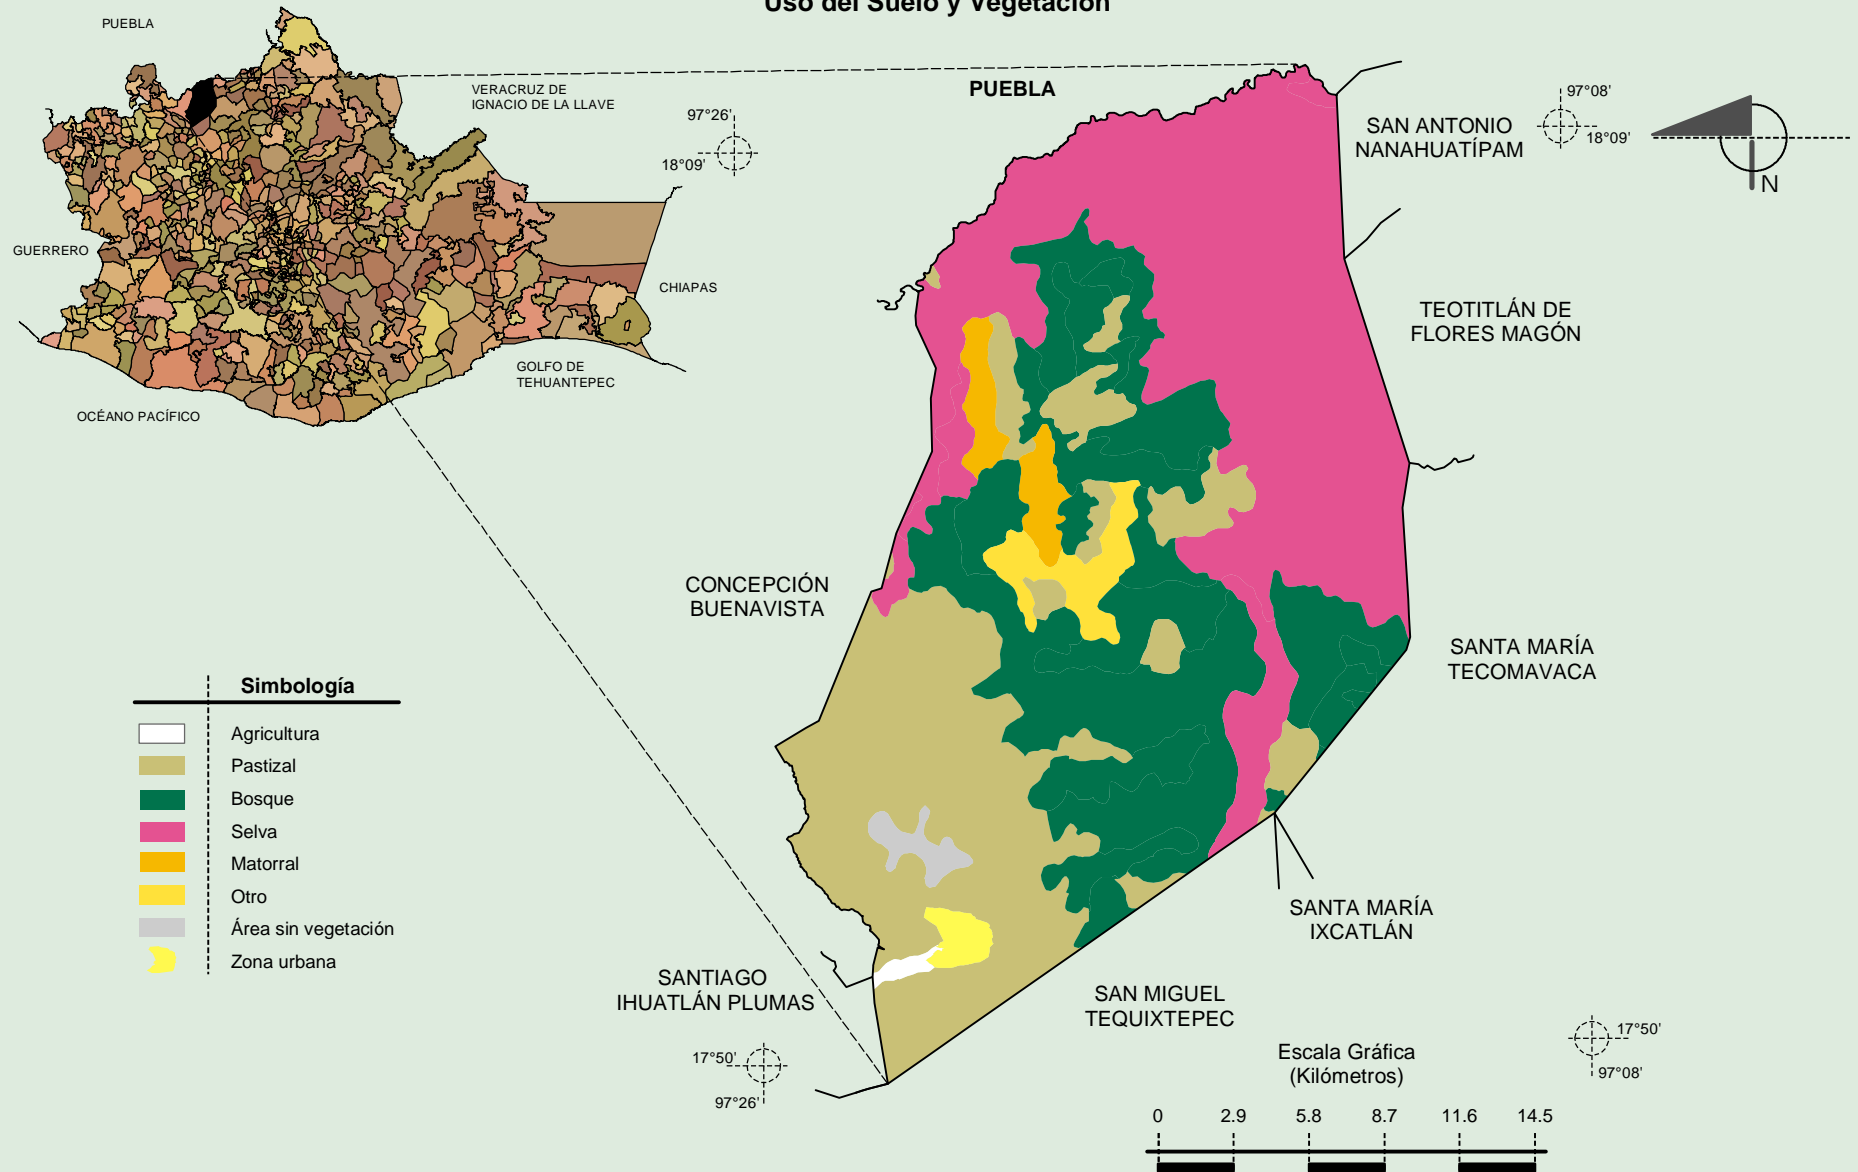 Uso del Suelo y Vegetación
PUEBLA
VERACRUZ DE
IGNACIO DE LA LLAVE
GUERRERO
CHIAPAS
GOLFO DE
TEHUANTEPEC
OCÉANO PACÍFICO
97°26'
18°09'
PUEBLA
97°08'
18°09'
N
SAN ANTONIO
NANAHUATÍPAM
TEOTITLÁN DE
FLORES MAGÓN
CONCEPCIÓN
BUENAVISTA
SANTA MARÍA
TECOMAVACA
Simbología
Agricultura
Pastizal
Bosque
Selva
Matorral
Otro
Área sin vegetación
Zona urbana
SANTA MARÍA
IXCATLÁN
SANTIAGO
IHUATLÁN PLUMAS
SAN MIGUEL
TEQUIXTEPEC
17°50'
97°26'
17°50'
97°08'
Escala Gráfica
(Kilómetros)
0 2.9 5.8 8.7 11.6 14.5